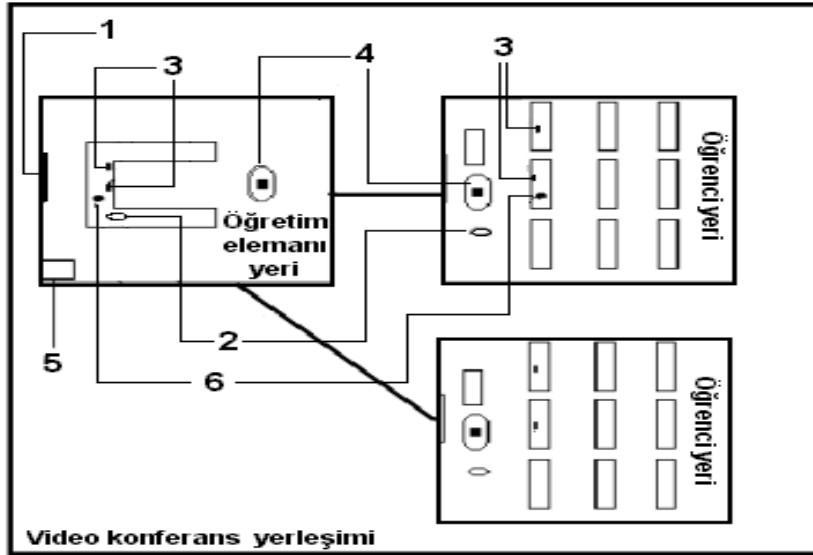 1
3
4
3
Öğretim
elemanı
yeri
Öğrenci yeri
5
2
6
Öğrenci yeri
Video konferans yerleşimi